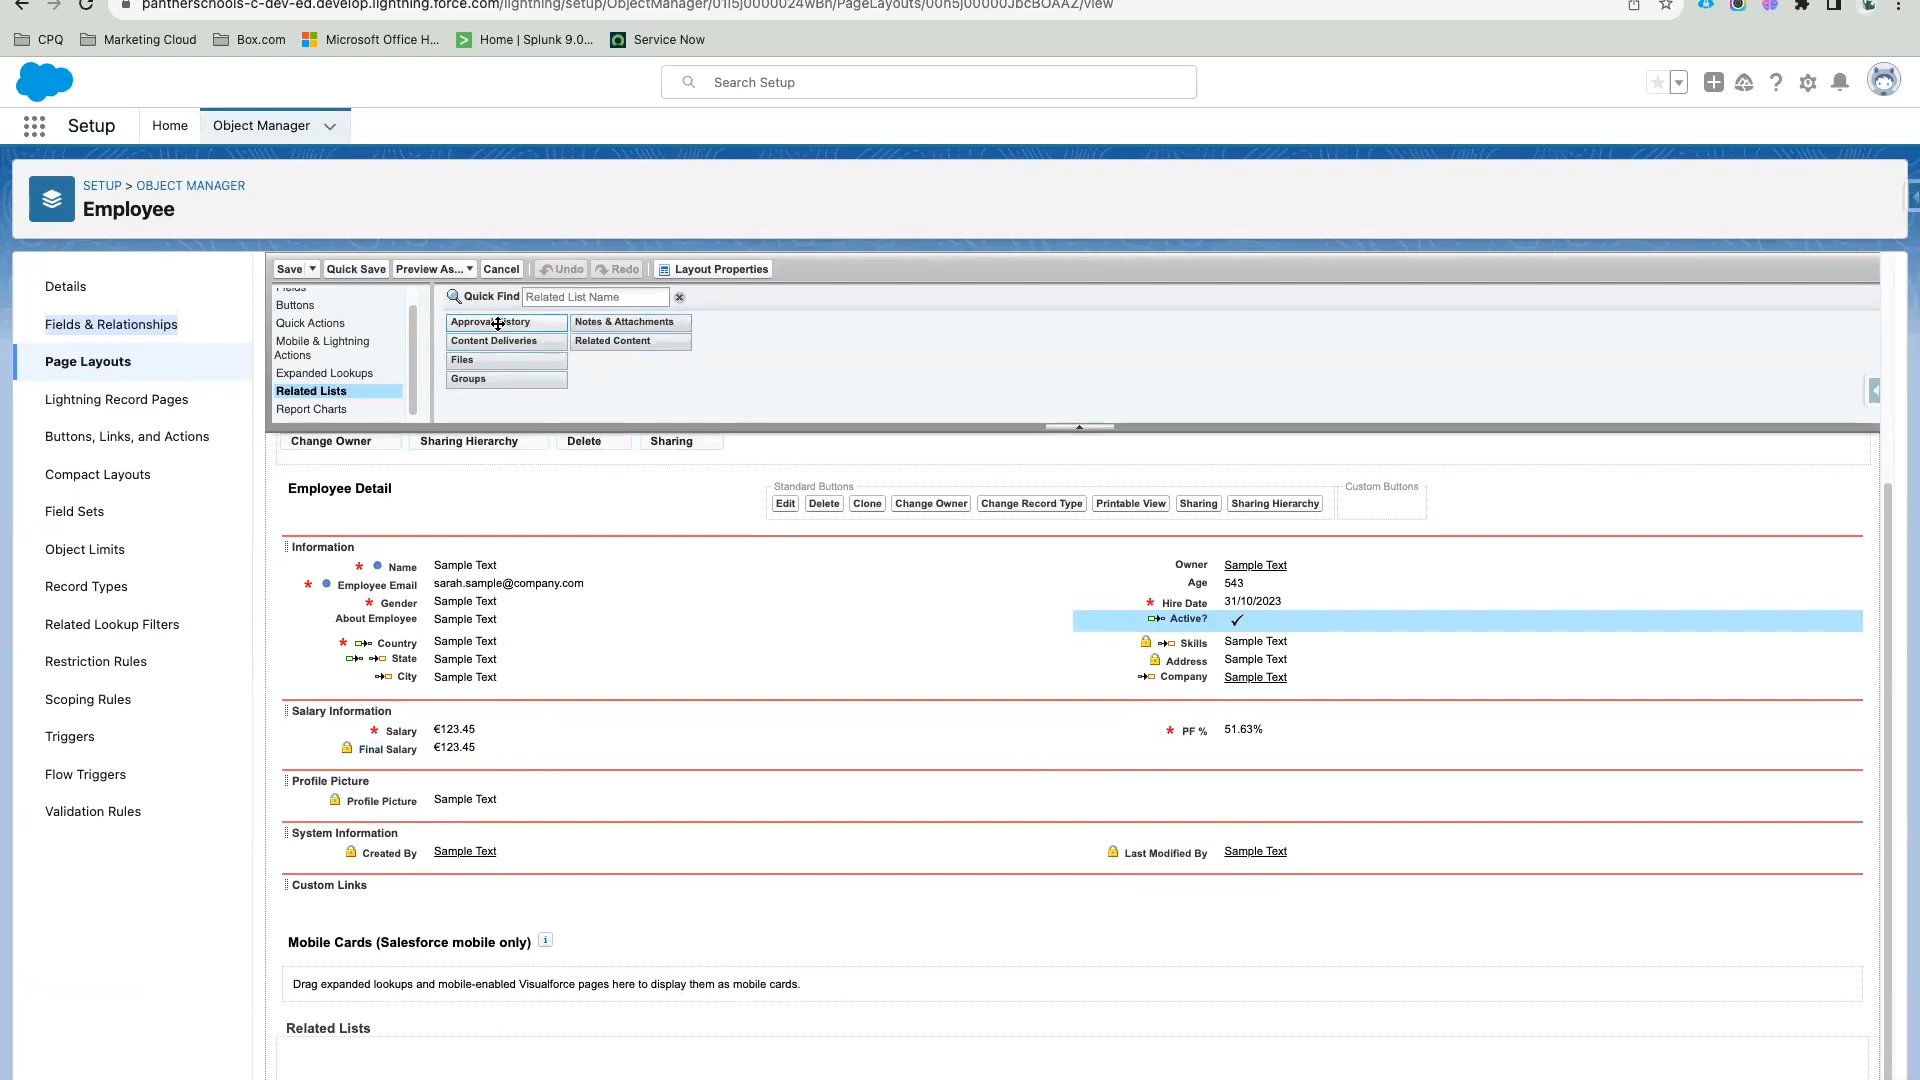 pantherschools-c-dev-ed.develop.lightning.force.com/lightning/setup/ObjectManager/01I5j0000024wBn/PageLayouts/00h5j00000JbcBOAAZ/view
CPQ Marketing Cloud Box.com Microsoft Office H... Home | Splunk 9.0... Service Now
Search Setup
Setup Home Object Manager
SETUP > OBJECT MANAGER
Employee
Details
Fields & Relationships
Page Layouts
Lightning Record Pages
Buttons, Links, and Actions
Compact Layouts
Field Sets
Object Limits
Record Types
Related Lookup Filters
Restriction Rules
Scoping Rules
Triggers
Flow Triggers
Validation Rules
Save Quick Save Preview As... Cancel Undo Redo Layout Properties
Fields
Buttons
Quick Actions
Mobile & Lightning
Actions
Expanded Lookups
Related Lists
Report Charts
Quick Find Related List Name
Approval History Notes & Attachments
Content Deliveries Related Content
Files
Groups
Change Owner Sharing Hierarchy Delete Sharing
Employee Detail
Standard Buttons
Edit Delete Clone Change Owner Change Record Type Printable View Sharing Sharing Hierarchy
Custom Buttons
Information
* Name Sample Text Owner Sample Text
* Employee Email sarah.sample@company.com Age 543
* Gender Sample Text * Hire Date 31/10/2023
About Employee Sample Text Active? ✓
* Country Sample Text Skills Sample Text
State Sample Text Address Sample Text
City Sample Text Company Sample Text
Salary Information
* Salary €123.45 * PF % 51.63%
Final Salary €123.45
Profile Picture
Profile Picture Sample Text
System Information
Created By Sample Text Last Modified By Sample Text
Custom Links
Mobile Cards (Salesforce mobile only) i
Drag expanded lookups and mobile-enabled Visualforce pages here to display them as mobile cards.
Related Lists